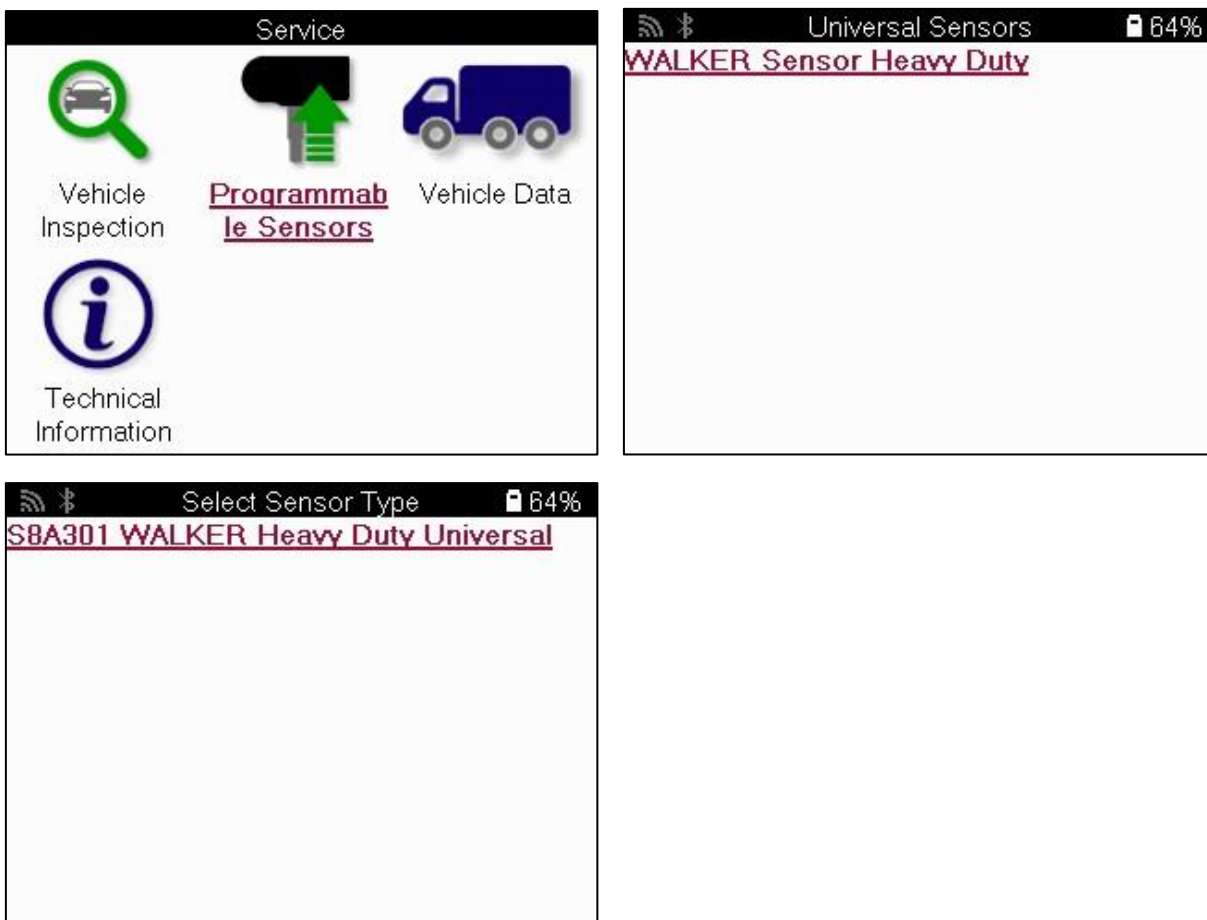 Service
Vehicle
Inspection
Programmab
le Sensors
Vehicle Data
Technical
Information
Universal Sensors 64%
WALKER Sensor Heavy Duty
Select Sensor Type 64%
S8A301 WALKER Heavy Duty Universal